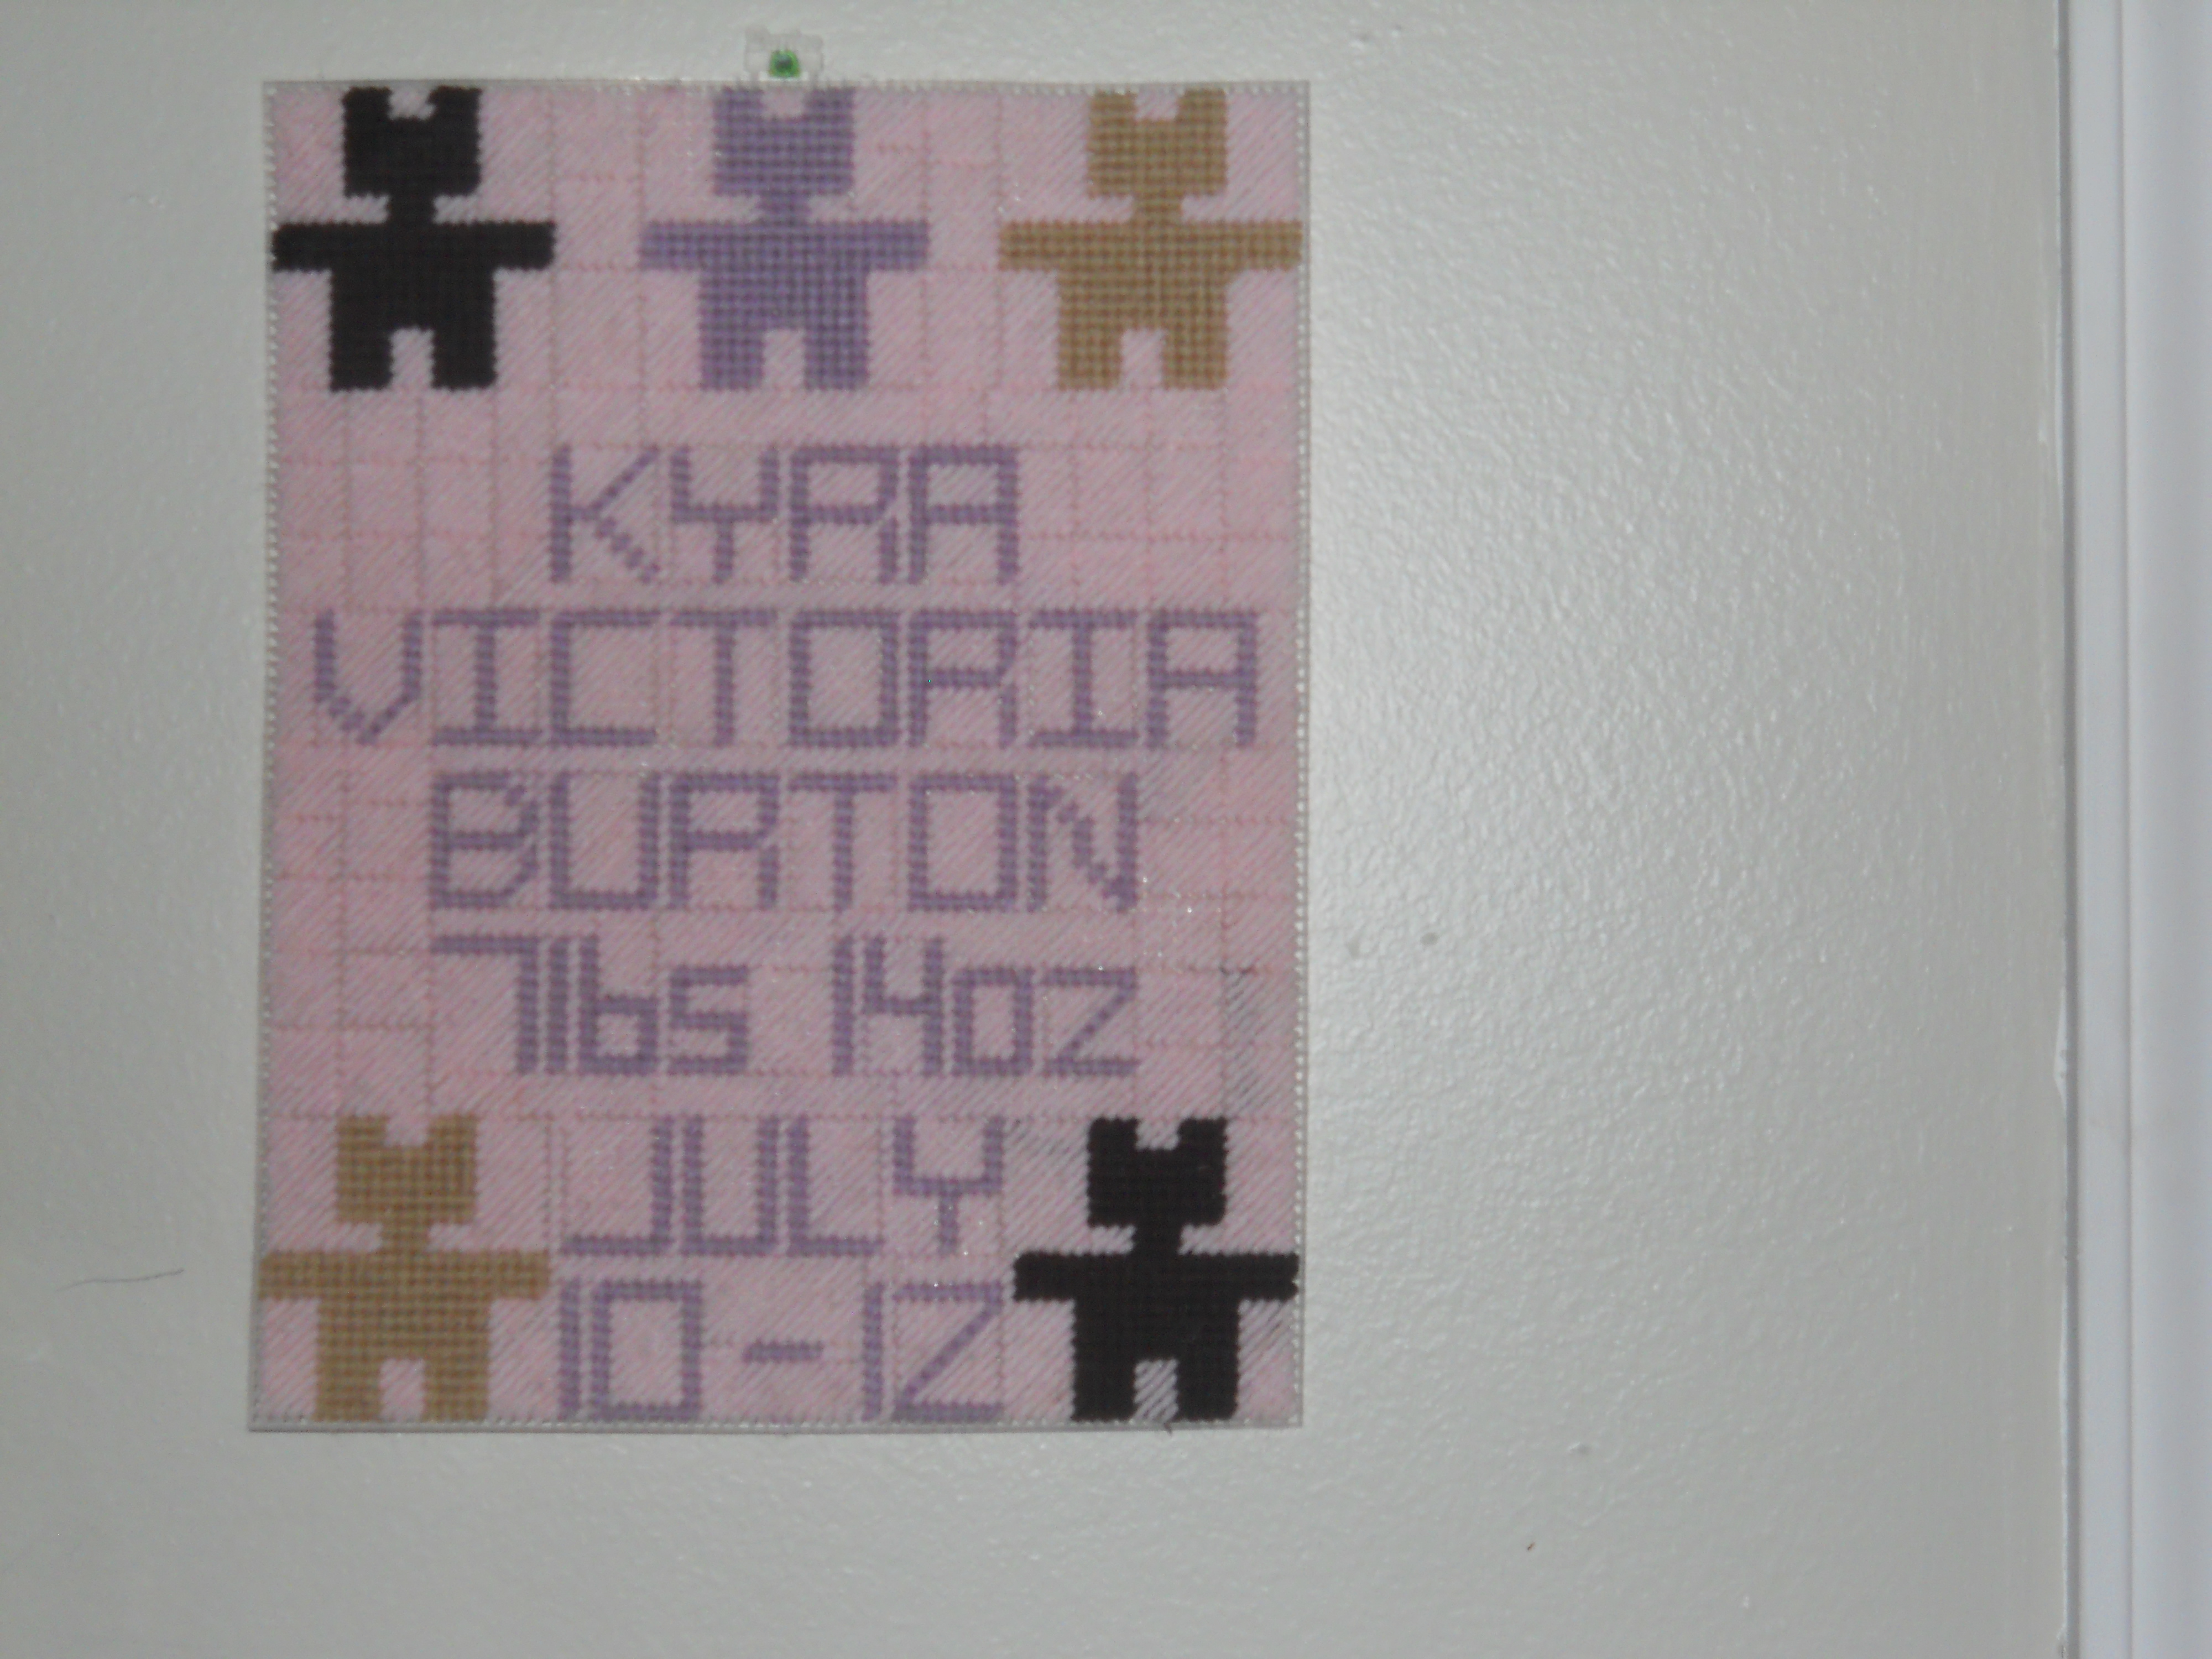 KYRA
VICTORIA
BURTON
7lbs 14oz
JULY
10-12